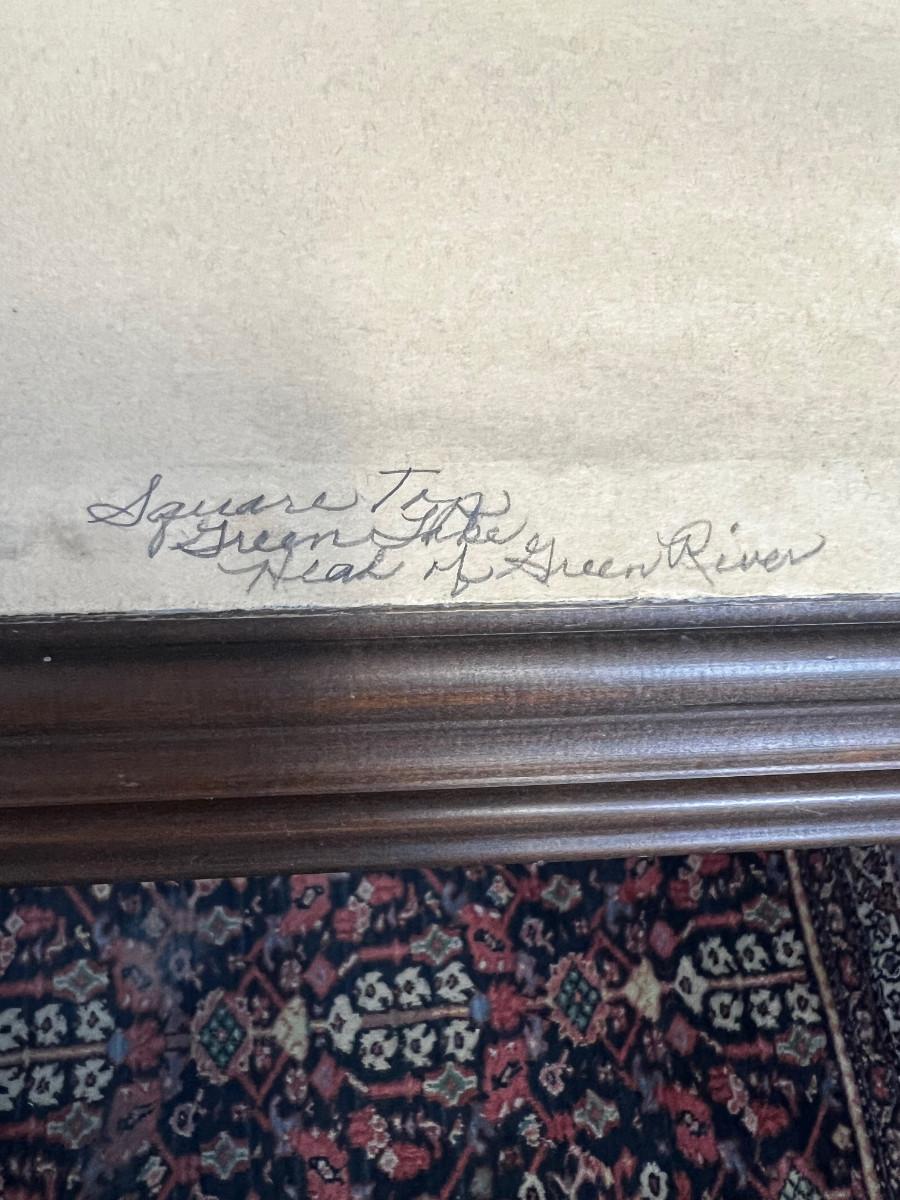 Square Top
Green Lake
Head of Green River